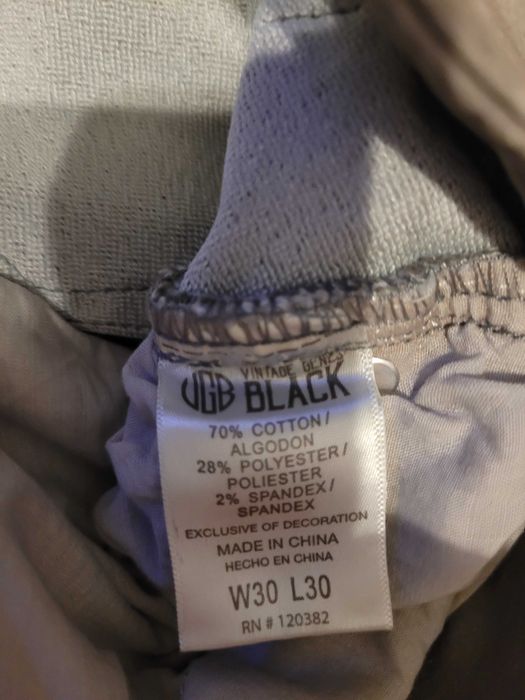 VINTAGE GENES
VGB BLACK
70% COTTON/
ALGODON
28% POLYESTER/
POLIESTER
2% SPANDEX/
SPANDEX
EXCLUSIVE OF DECORATION
MADE IN CHINA
HECHO EN CHINA
W30 L30
RN # 120382